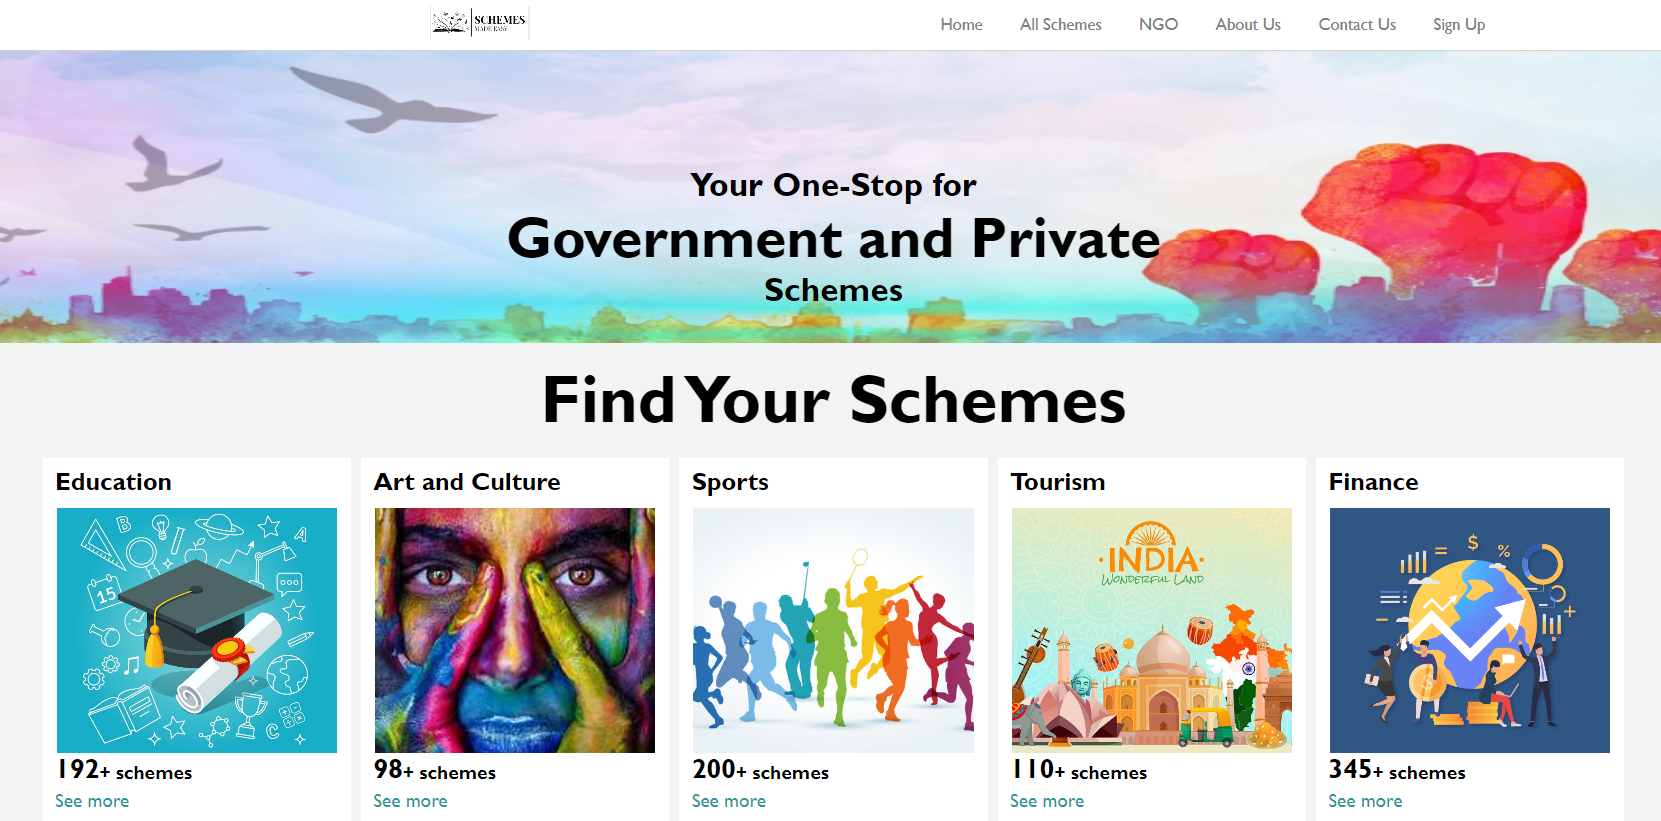 SCHEMES
MADE EASY
Home
All Schemes
NGO
About Us
Contact Us
Sign Up
Your One-Stop for
Government and Private
Schemes
Find Your Schemes
Education
Art and Culture
Sports
Tourism
Finance
B
A
15
C
INDIA
WONDERFUL LAND
$
%
$
192+ schemes
98+ schemes
200+ schemes
110+ schemes
345+ schemes
See more
See more
See more
See more
See more